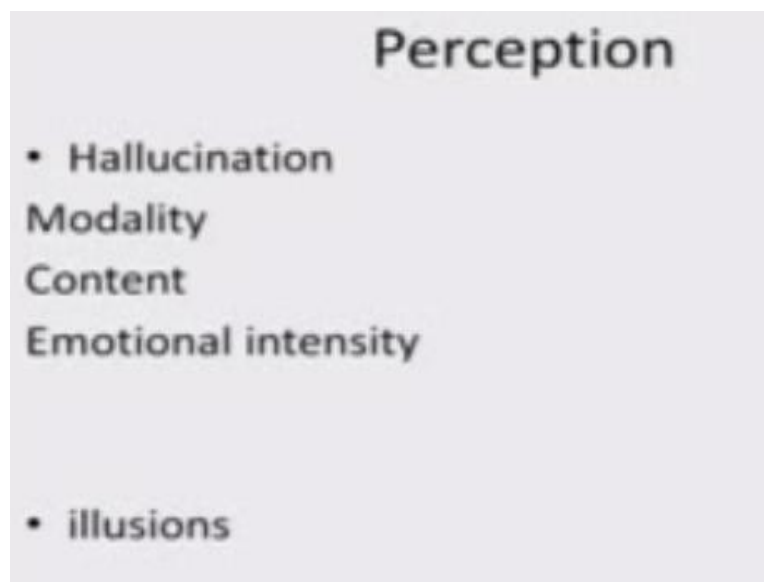 Perception
• Hallucination
Modality
Content
Emotional intensity
• illusions